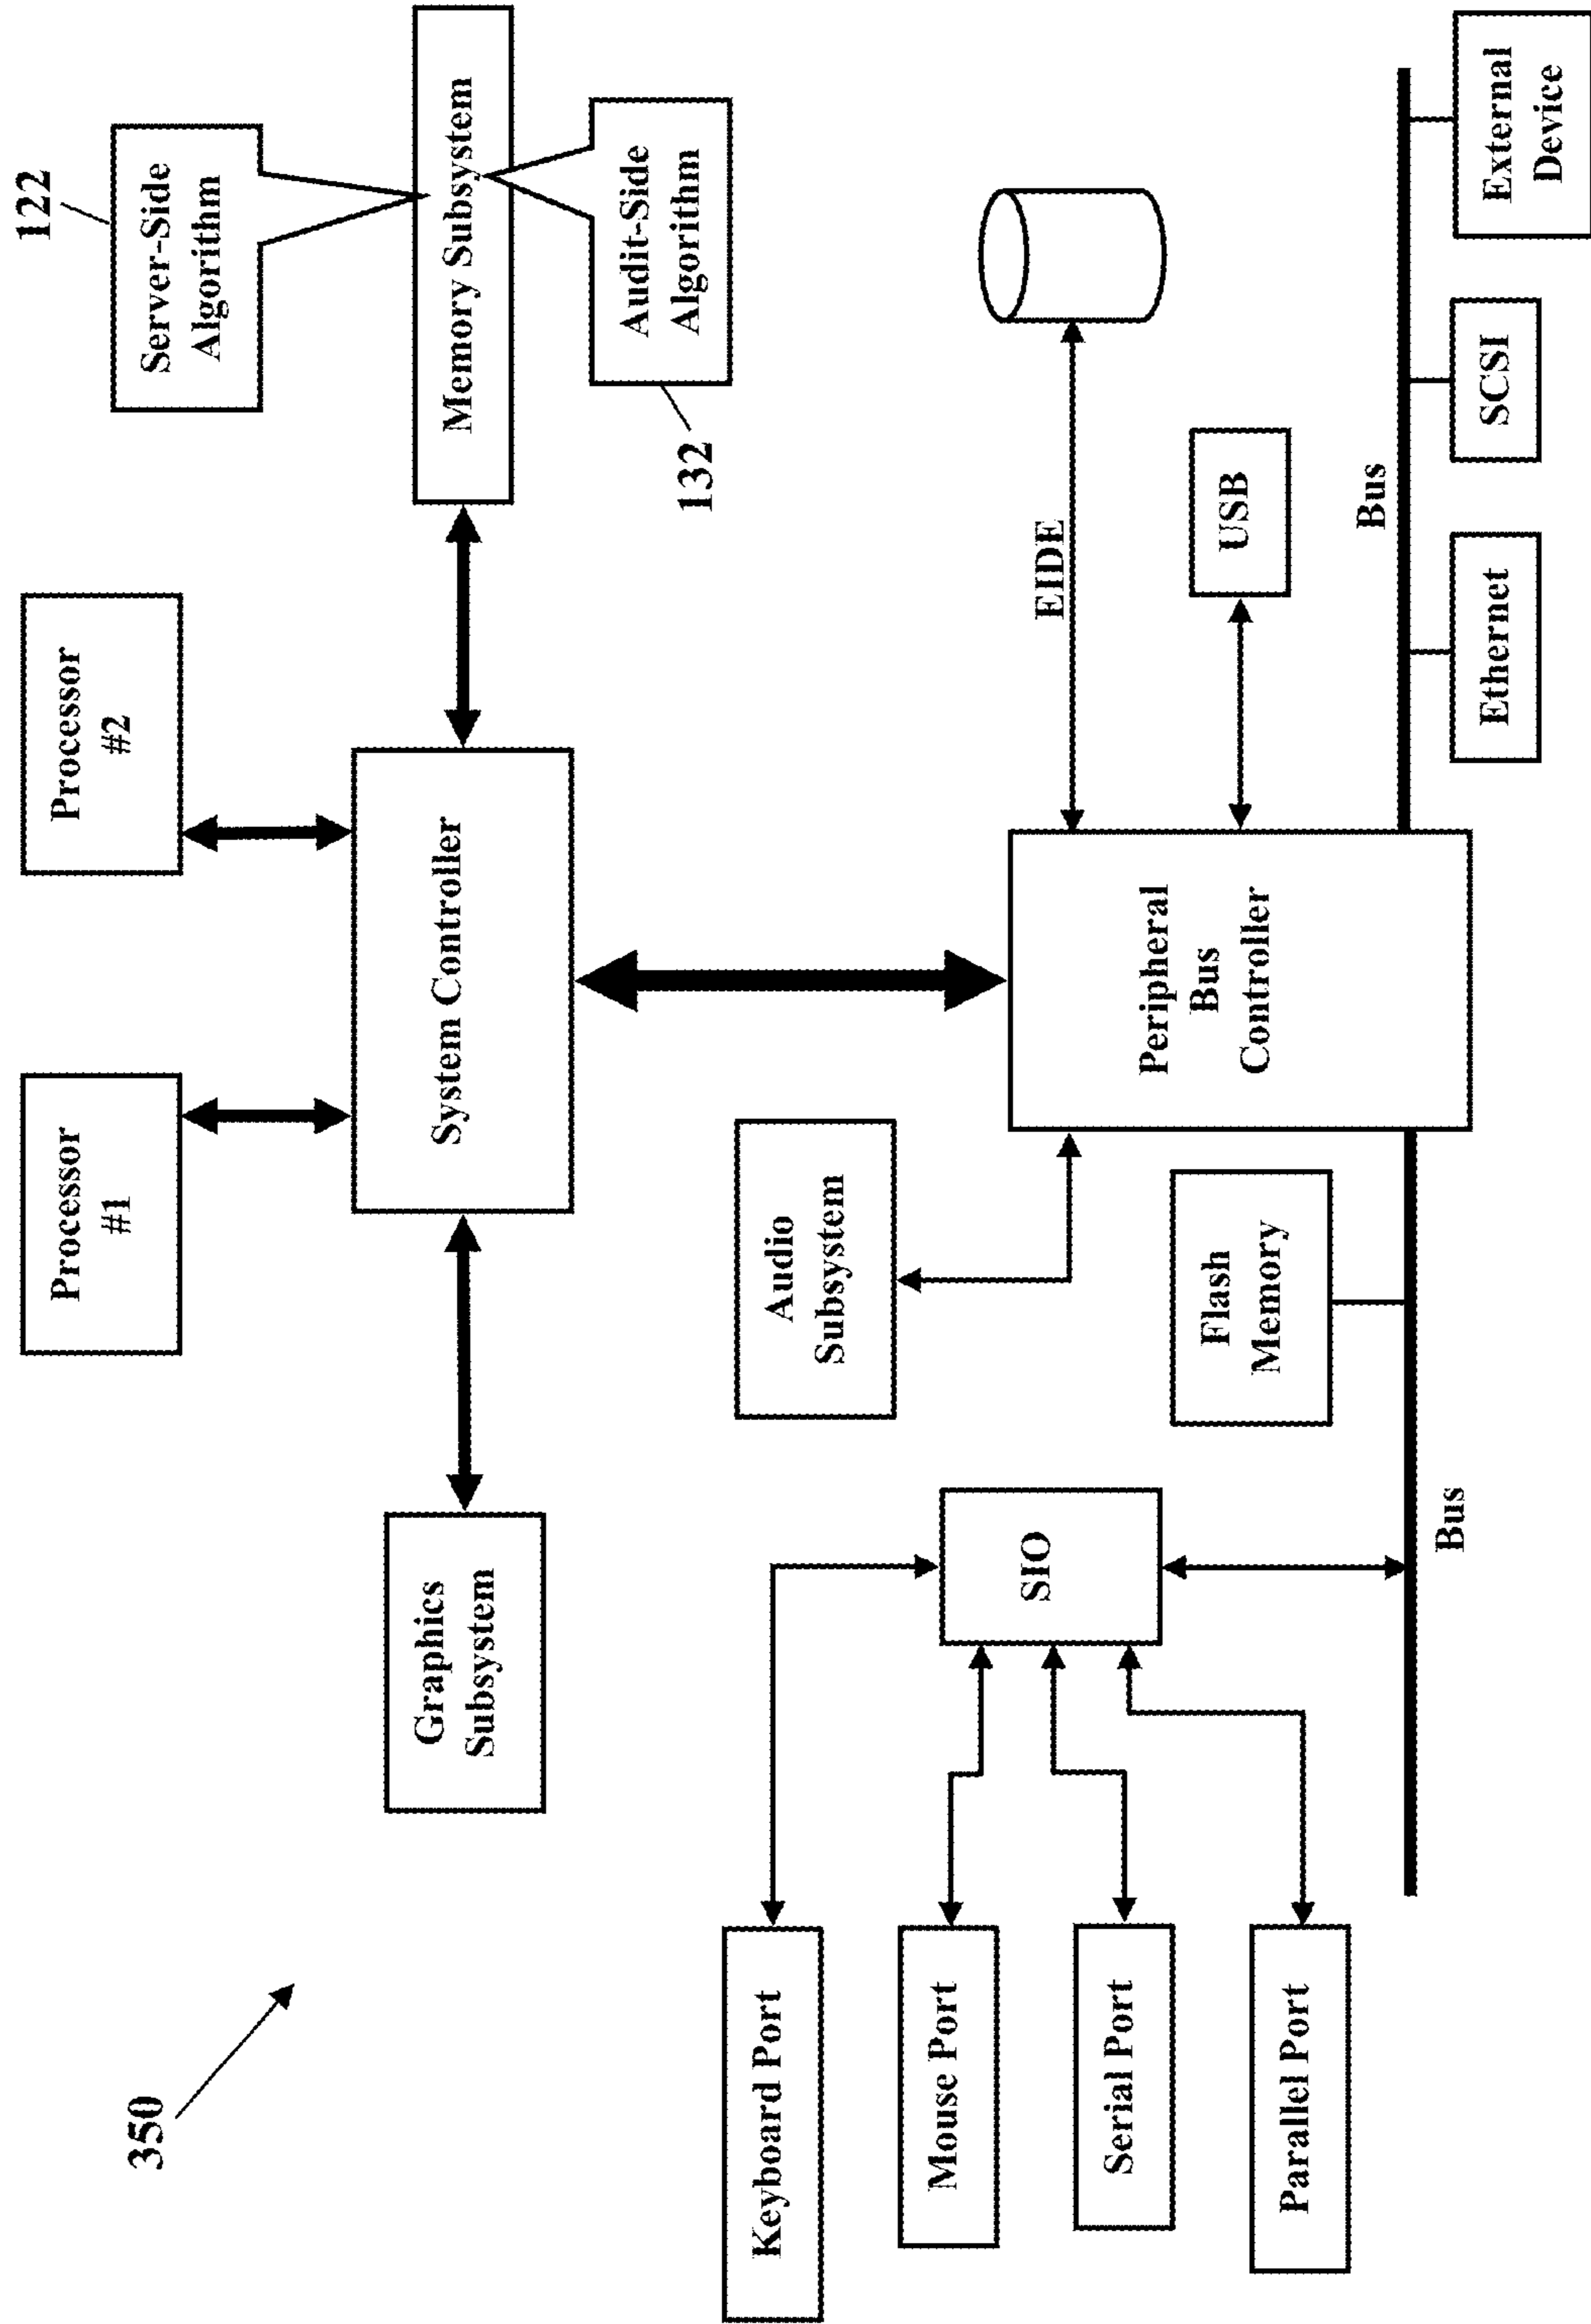 350
Processor
#1
Processor
#2
122
Server-Side
Algorithm
Graphics
Subsystem
System Controller
Memory Subsystem
Audit-Side
Algorithm
132
Keyboard Port
Mouse Port
Serial Port
Parallel Port
SIO
Audio
Subsystem
Flash
Memory
Bus
Peripheral
Bus
Controller
EIDE
USB
Bus
Ethernet
SCSI
External
Device